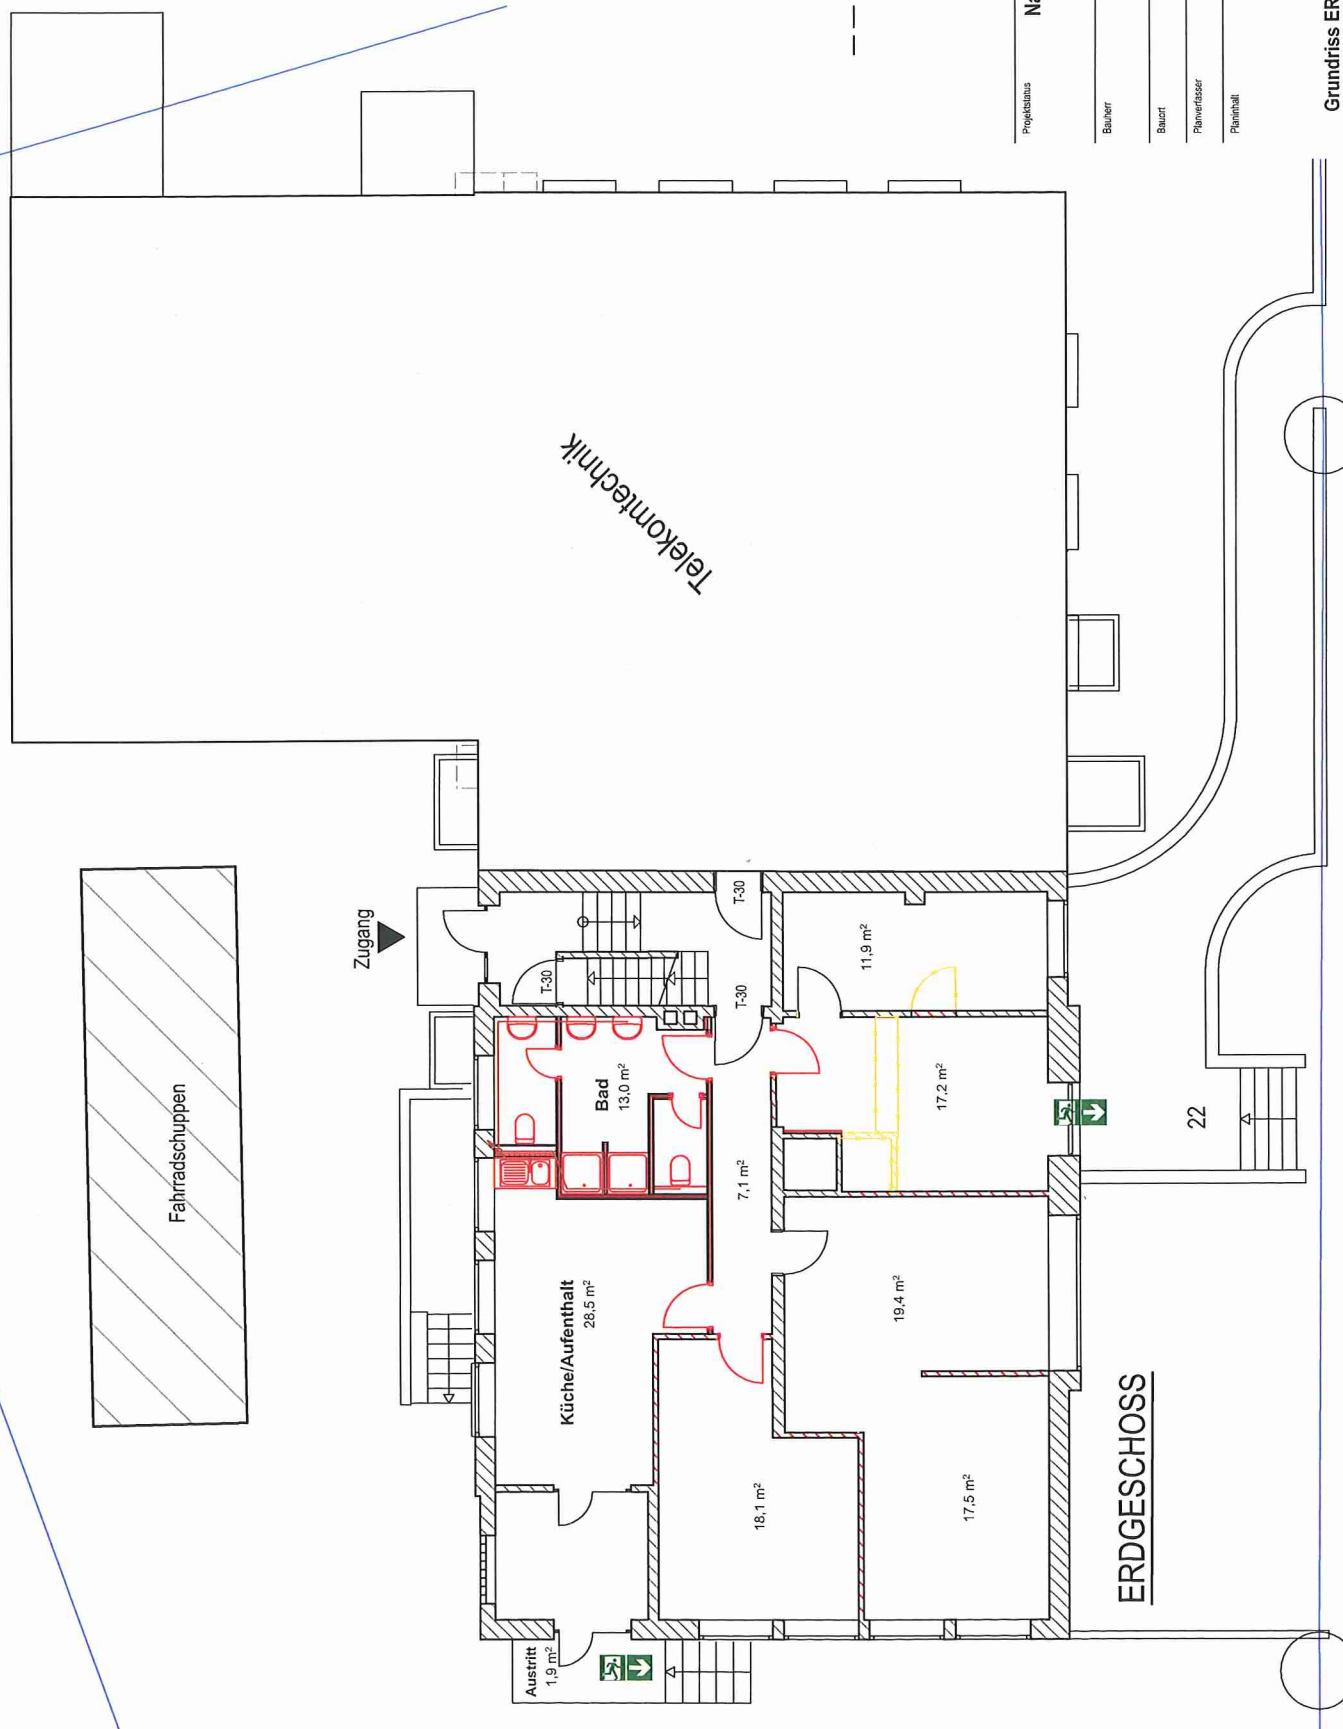 Fahrradschuppen
Zugang
Telekomtechnik
T-30
T-30
T-30
Bad
13,0 m²
11,9 m²
17,2 m²
7,1 m²
Küche/Aufenthalt
28,5 m²
19,4 m²
18,1 m²
17,5 m²
Austritt
1,9 m²
22
ERDGESCHOSS
Projektstatus
Bauherr
Bauort
Planverfasser
Planinhalt
Grundriss